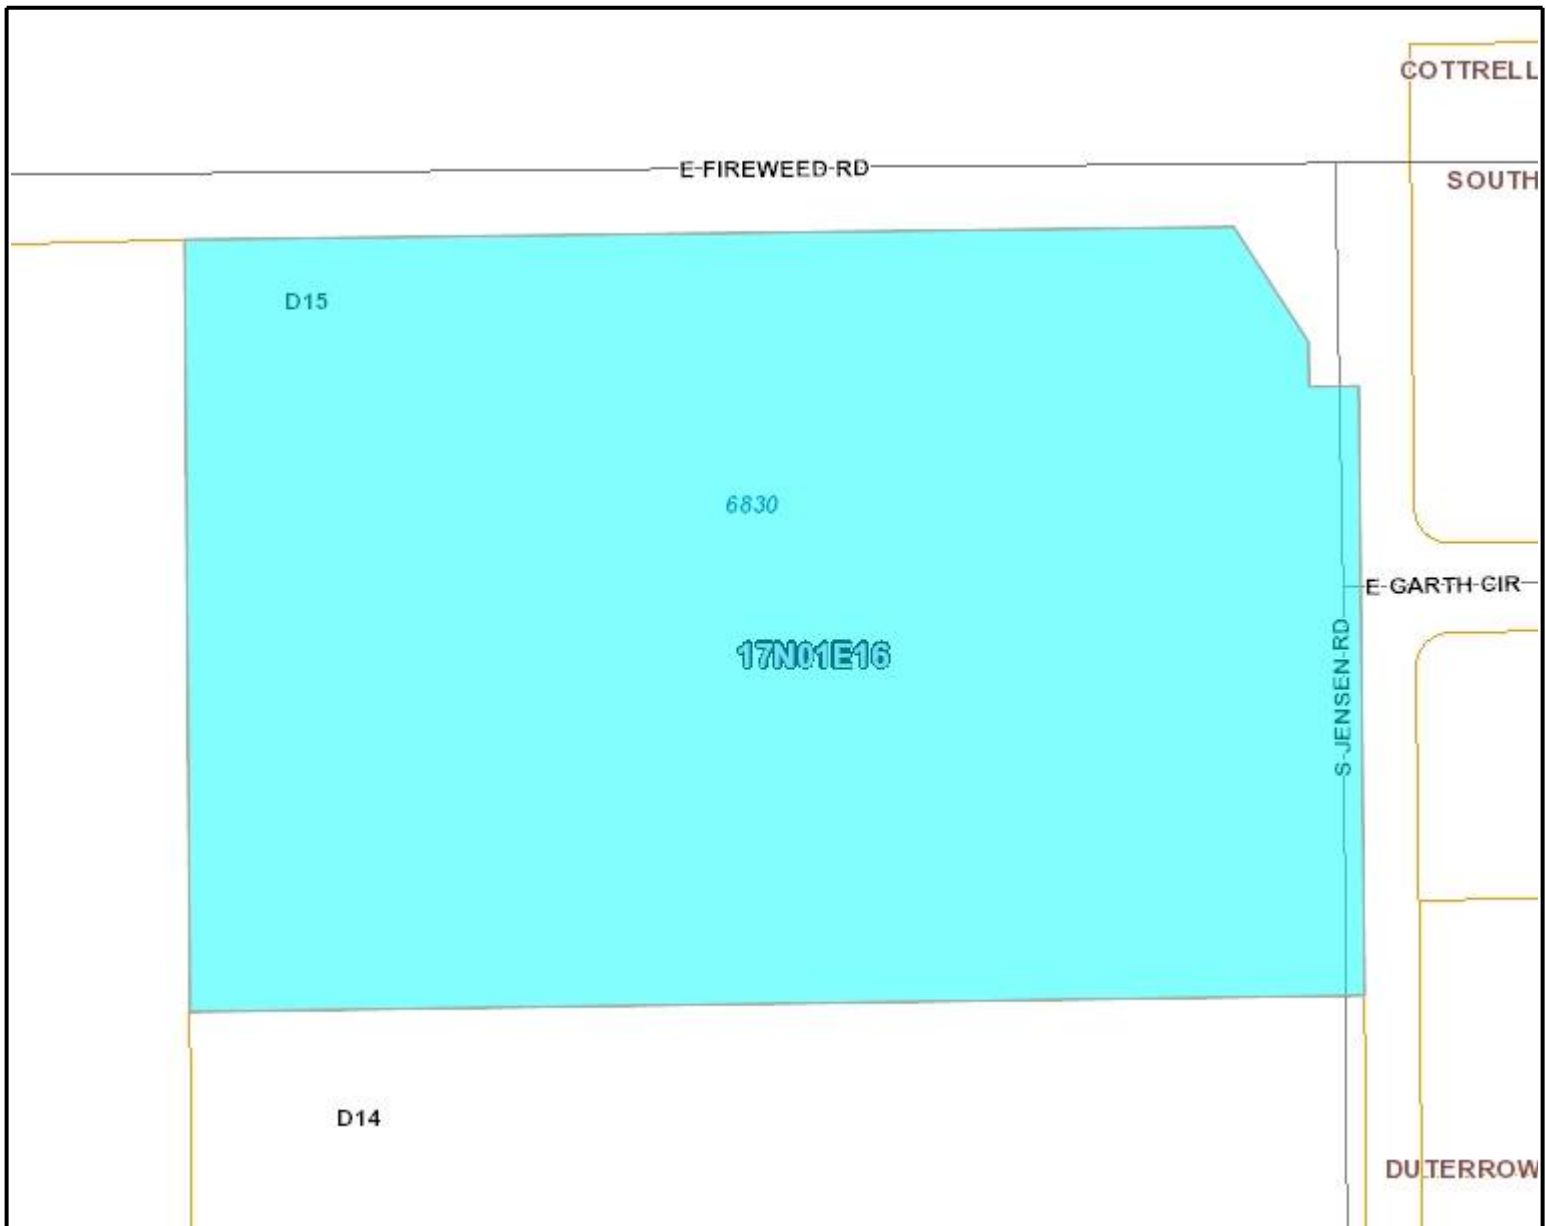 COTTRELL
E FIREWEED RD
SOUTH
D15
6830
E GARTH CIR
17N01E16
S JENSEN RD
D14
DUTERROW